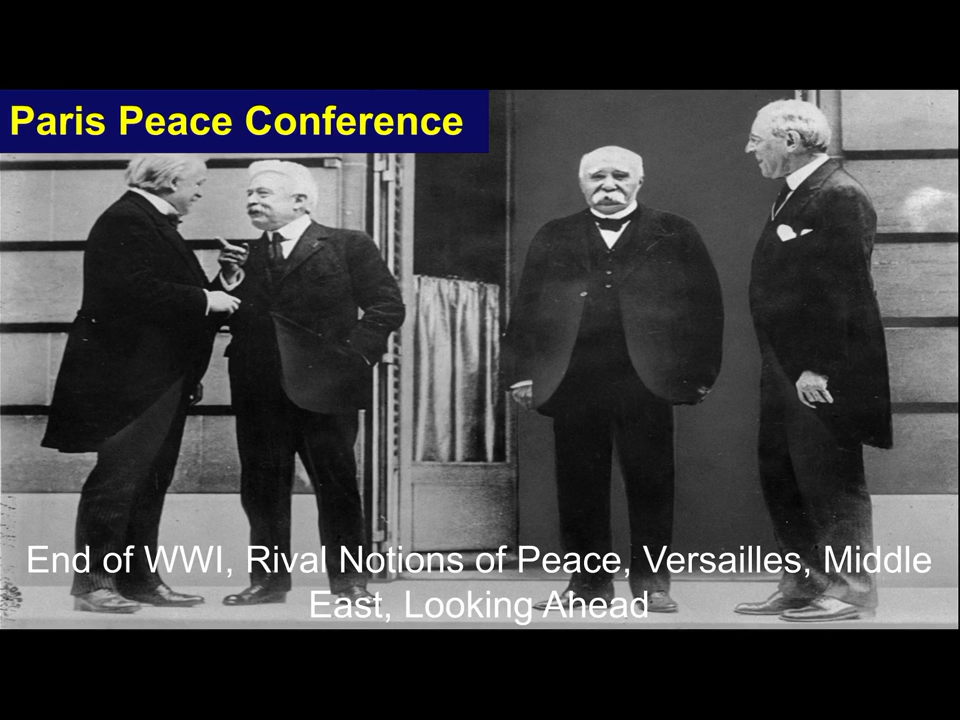 Paris Peace Conference
End of WWI, Rival Notions of Peace, Versailles, Middle
East, Looking Ahead